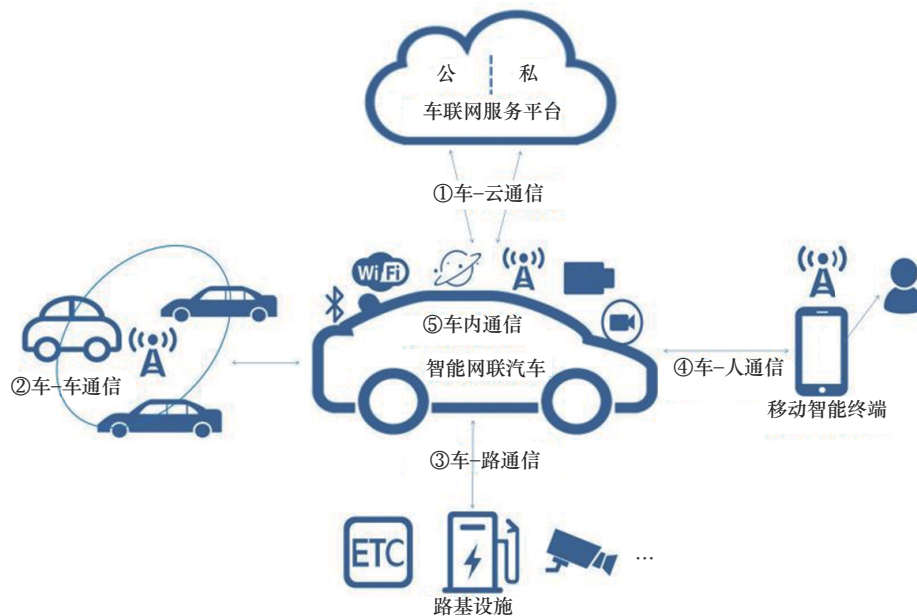 公 私
车联网服务平台
①车–云通信
WiFi
⑤车内通信
智能网联汽车
②车–车通信
④车–人通信
移动智能终端
③车–路通信
ETC
…
路基设施